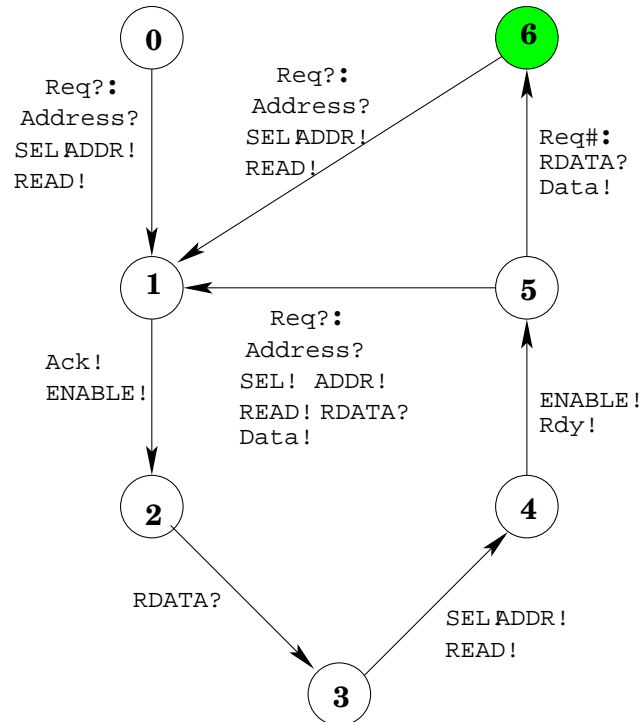 0
6
Req?:
Address?
SEL!ADDR!
READ!
Req?:
Address?
SEL!ADDR!
READ!
Req#:
RDATA?
Data!
1
5
Req?:
Address?
SEL! ADDR!
READ! RDATA?
Data!
Ack!
ENABLE!
ENABLE!
Rdy!
2
4
RDATA?
SEL!ADDR!
READ!
3